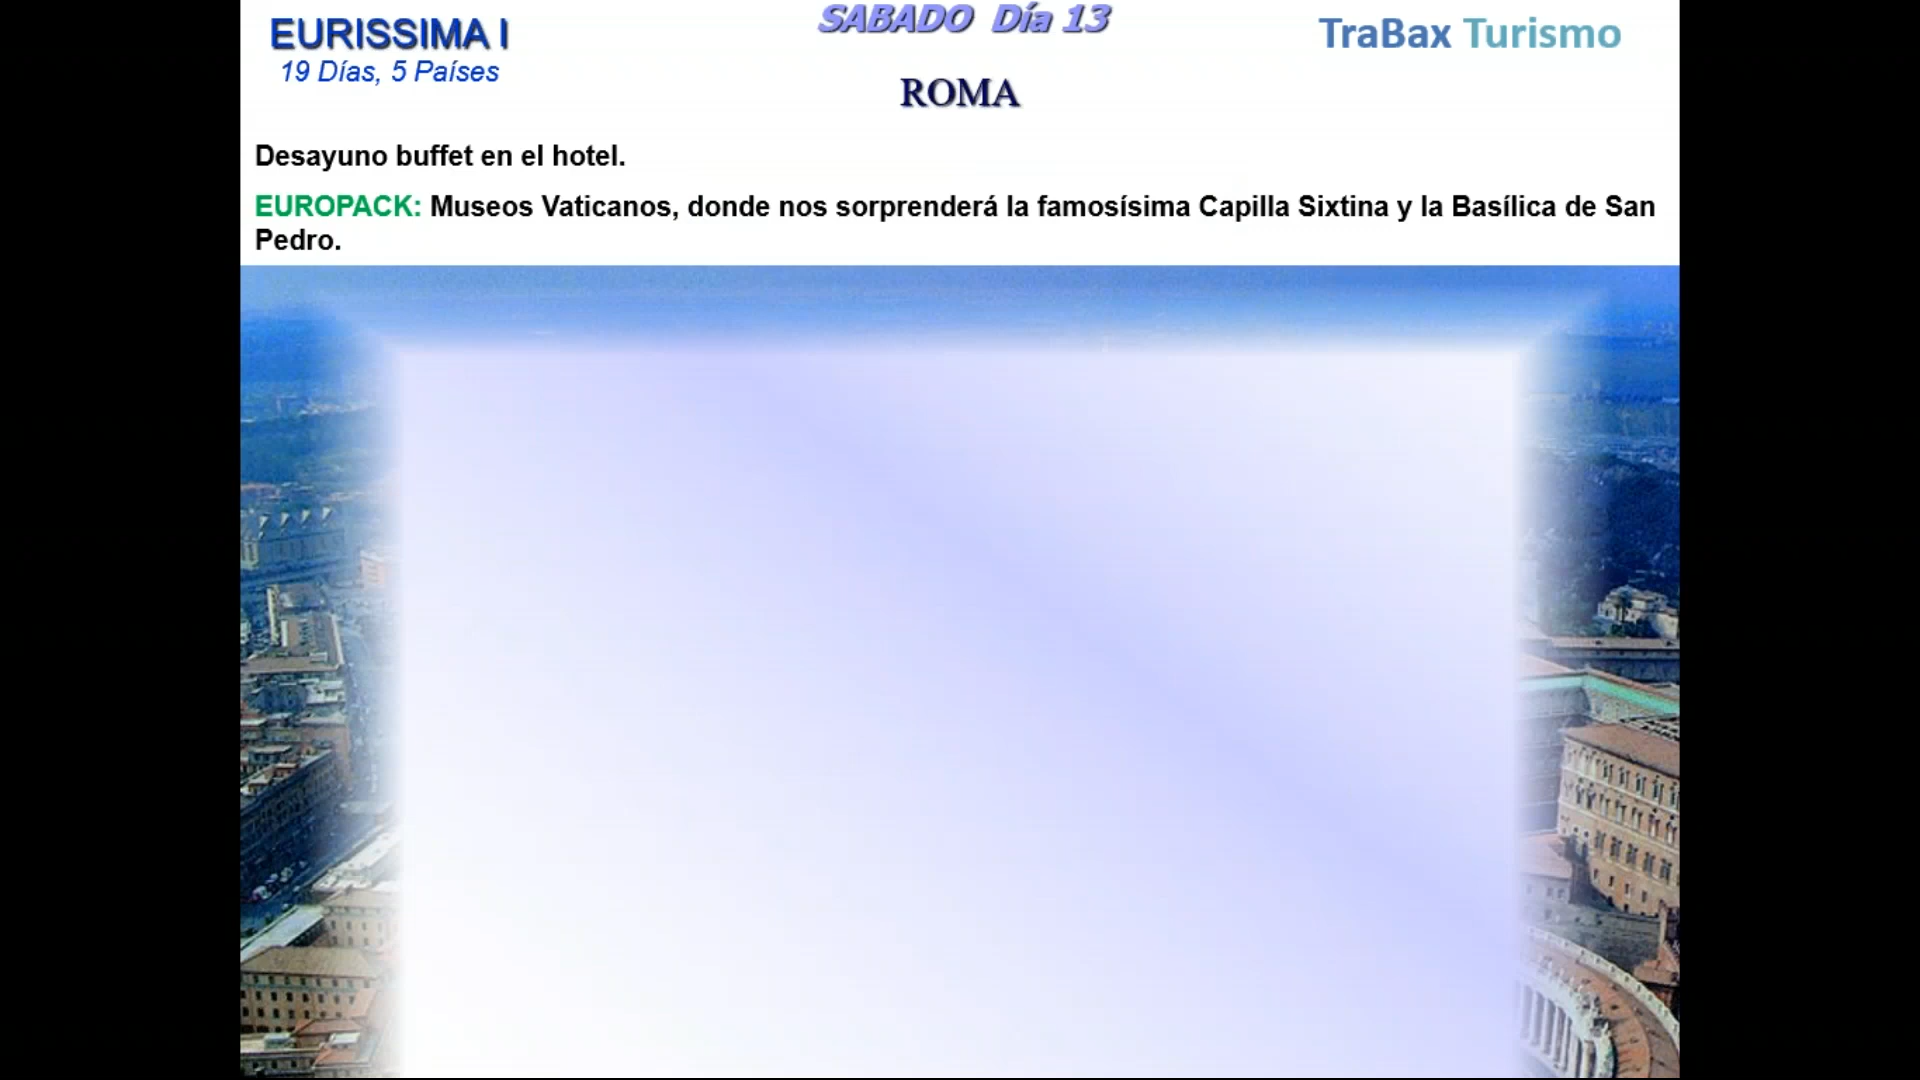 EURISSIMA I
19 Días, 5 Países
SABADO Día 13
TraBax Turismo
ROMA
Desayuno buffet en el hotel.
EUROPACK: Museos Vaticanos, donde nos sorprenderá la famosísima Capilla Sixtina y la Basílica de San
Pedro.